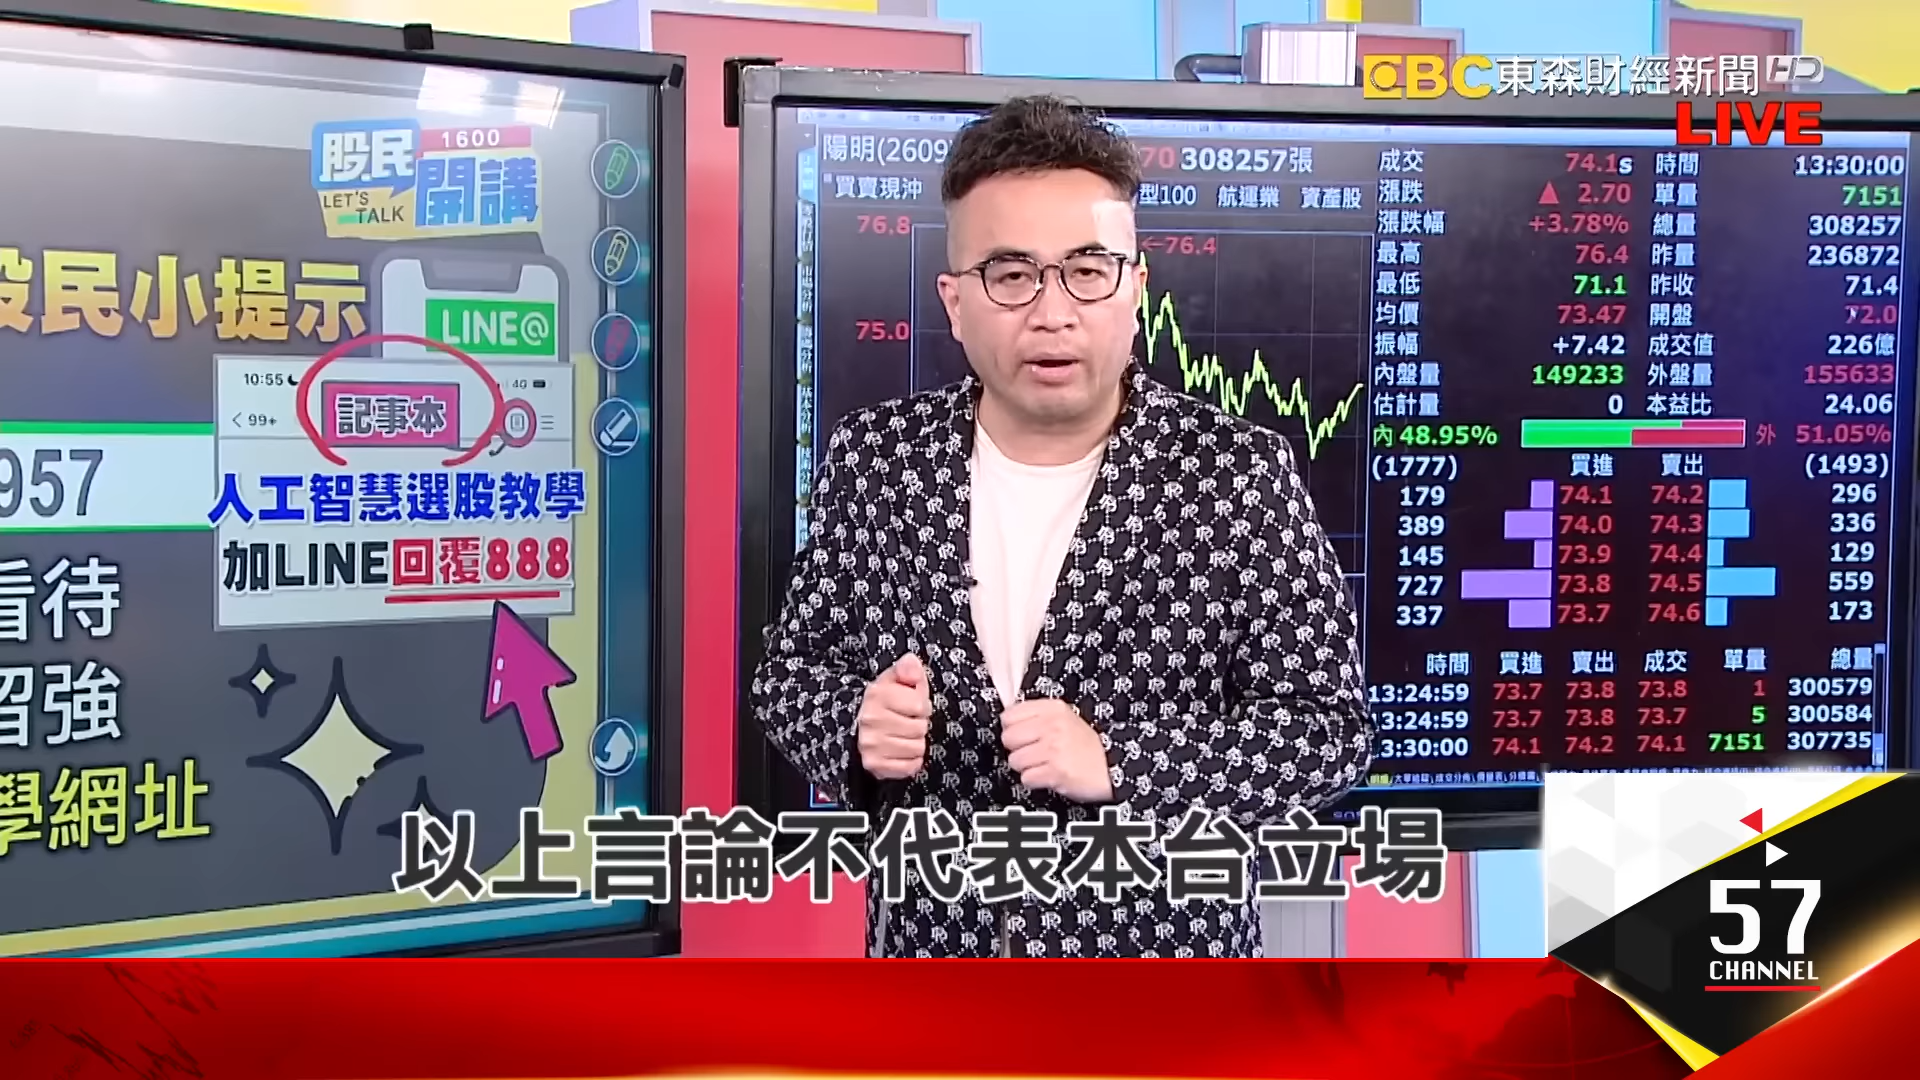 EBC東森財經新聞HD
LIVE
股民
1600
開講
LET'S
TALK
股民小提示
LINE@
10:55
4G
99+
記事本
957
人工智慧選股教學
加LINE回覆888
看待
習強
學網址
陽明(2609
70 308257張
買賣現沖
型100 航運業 資產股
76.8
←76.4
75.0
成交 74.1s 時間 13:30:00
漲跌 ▲ 2.70 單量 7151
漲跌幅 +3.78% 總量 308257
最高 76.4 昨量 236872
最低 71.1 昨收 71.4
均價 73.47 開盤 72.0
振幅 +7.42 成交值 226億
內盤量 149233 外盤量 155633
估計量 0 本益比 24.06
內 48.95% 外 51.05%
(1777) 買進 賣出 (1493)
179 74.1 74.2 296
389 74.0 74.3 336
145 73.9 74.4 129
727 73.8 74.5 559
337 73.7 74.6 173
時間 買進 賣出 成交 單量 總量
13:24:59 73.7 73.8 73.8 1 300579
13:24:59 73.7 73.8 73.7 5 300584
13:30:00 74.1 74.2 74.1 7151 307735
以上言論不代表本台立場
57
CHANNEL